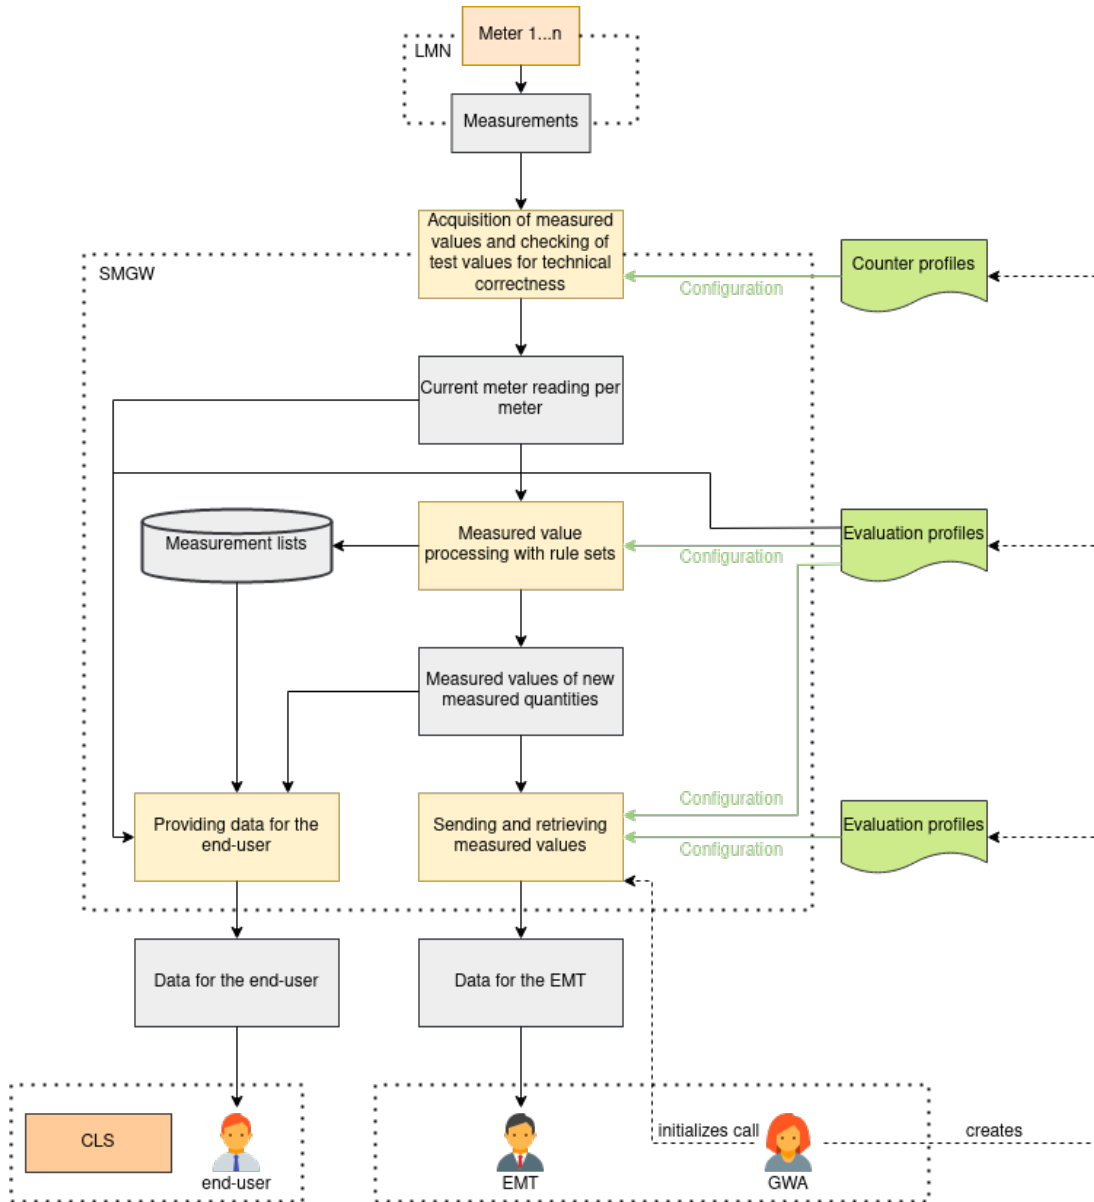 Meter 1...n
LMN
Measurements
Acquisition of measured
values and checking of
test values for technical
correctness
SMGW
Counter profiles
Configuration
Current meter reading per
meter
Measurement lists
Measured value
processing with rule sets
Configuration
Evaluation profiles
Measured values of new
measured quantities
Providing data for the
end-user
Sending and retrieving
measured values
Configuration
Configuration
Evaluation profiles
Data for the end-user
Data for the EMT
CLS
end-user
EMT
initializes call
GWA
creates